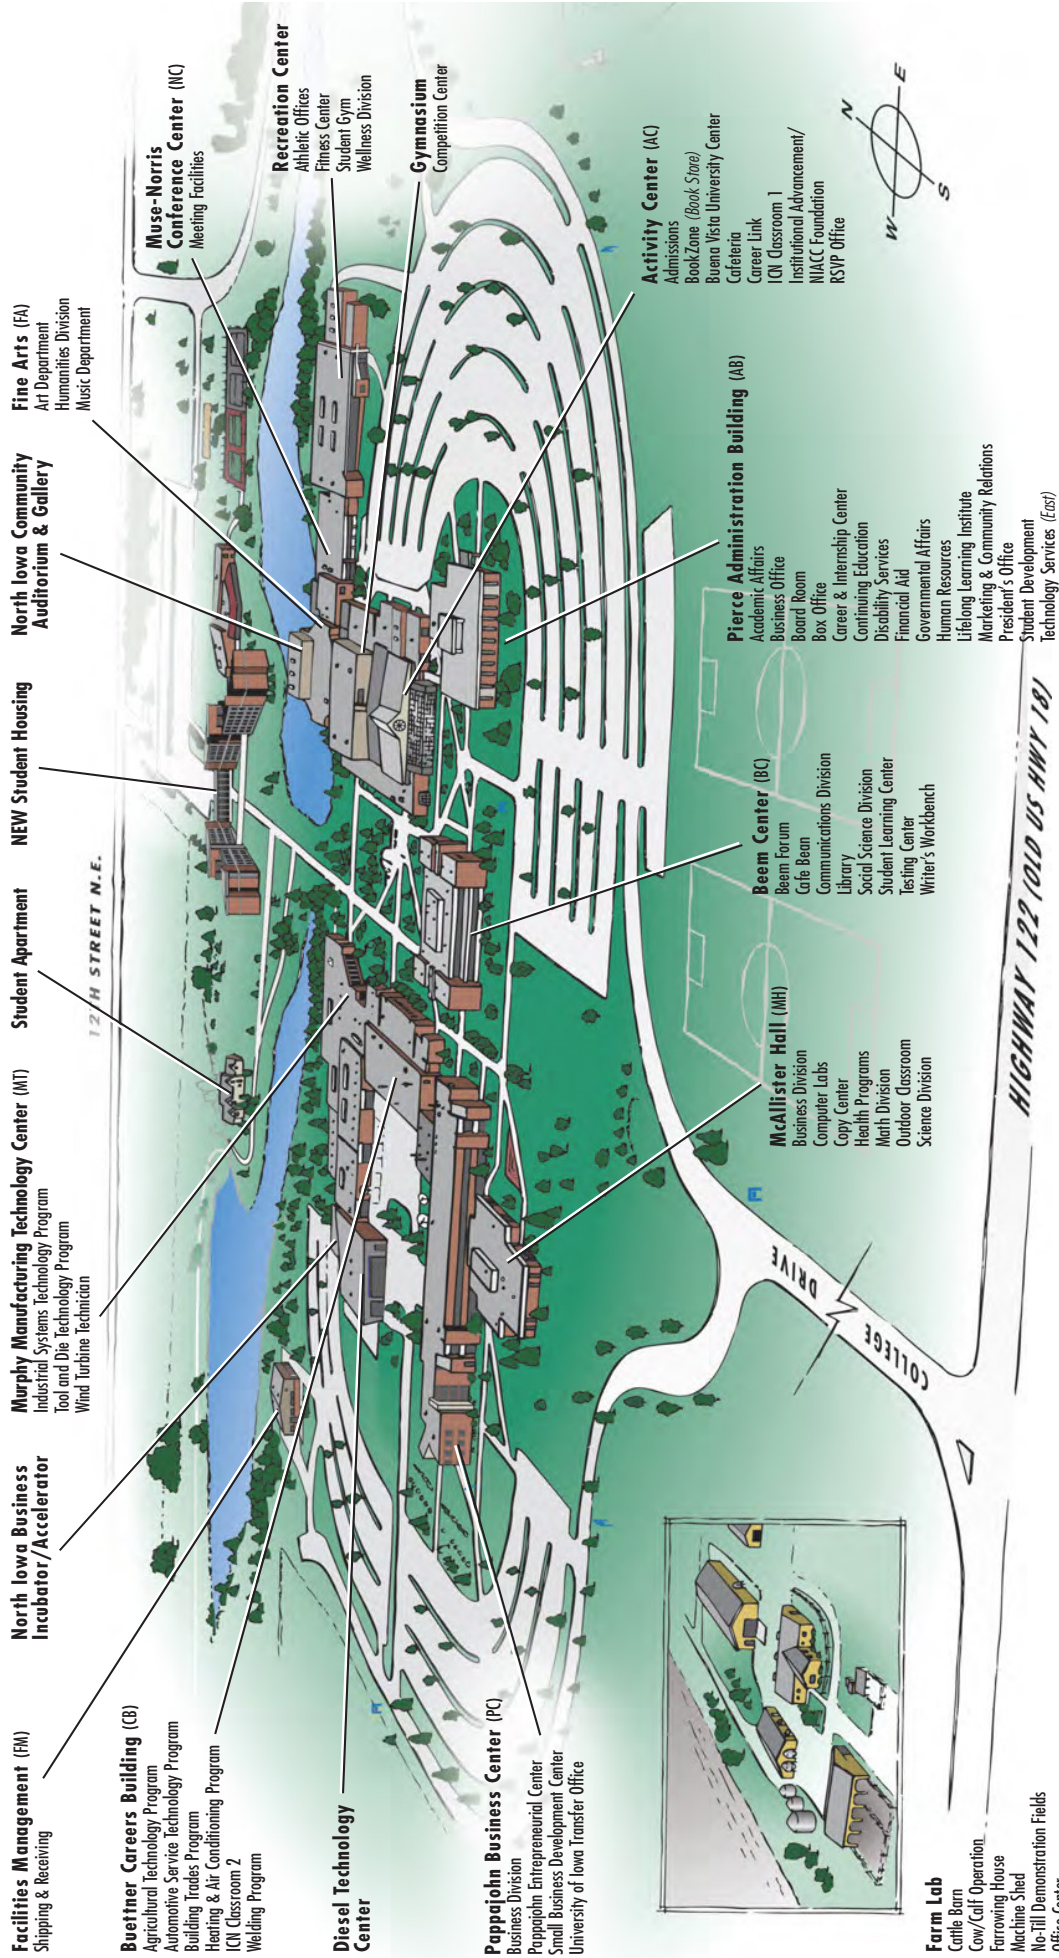 Facilities Management (FM)
Shipping & Receiving
North Iowa Business
Incubator/Accelerator
Murphy Manufacturing Technology Center (MT)
Industrial Systems Technology Program
Tool and Die Technology Program
Wind Turbine Technician
Student Apartment
NEW Student Housing
North Iowa Community
Auditorium & Gallery
Fine Arts (FA)
Art Department
Humanities Division
Music Department
Muse-Norris
Conference Center (NC)
Meeting Facilities
Recreation Center
Athletic Offices
Fitness Center
Student Gym
Wellness Division
Gymnasium
Competition Center
12TH STREET N.E.
Buettner Careers Building (CB)
Agricultural Technology Program
Automotive Service Technology Program
Building Trades Program
Heating & Air Conditioning Program
ICN Classroom 2
Welding Program
Diesel Technology
Center
Pappajohn Business Center (PC)
Business Division
Pappajohn Entrepreneurial Center
Small Business Development Center
University of Iowa Transfer Office
McAllister Hall (MH)
Business Division
Computer Labs
Copy Center
Health Programs
Math Division
Outdoor Classroom
Science Division
Beem Center (BC)
Beem Forum
Cafe Bean
Communications Division
Library
Social Science Division
Student Learning Center
Testing Center
Writer's Workbench
Pierce Administration Building (AB)
Academic Affairs
Business Office
Board Room
Box Office
Career & Internship Center
Continuing Education
Disability Services
Financial Aid
Governmental Affairs
Human Resources
Lifelong Learning Institute
Marketing & Community Relations
President's Office
Student Development
Technology Services (East)
Activity Center (AC)
Admissions
BookZone (Book Store)
Buena Vista University Center
Cafeteria
Career Link
ICN Classroom 1
Institutional Advancement/
NIACC Foundation
RSVP Office
N
E
W
S
COLLEGE DRIVE
HIGHWAY 122 (OLD US HWY 18)
Farm Lab
Cattle Barn
Cow/Calf Operation
Farrowing House
Machine Shed
No-Till Demonstration Fields